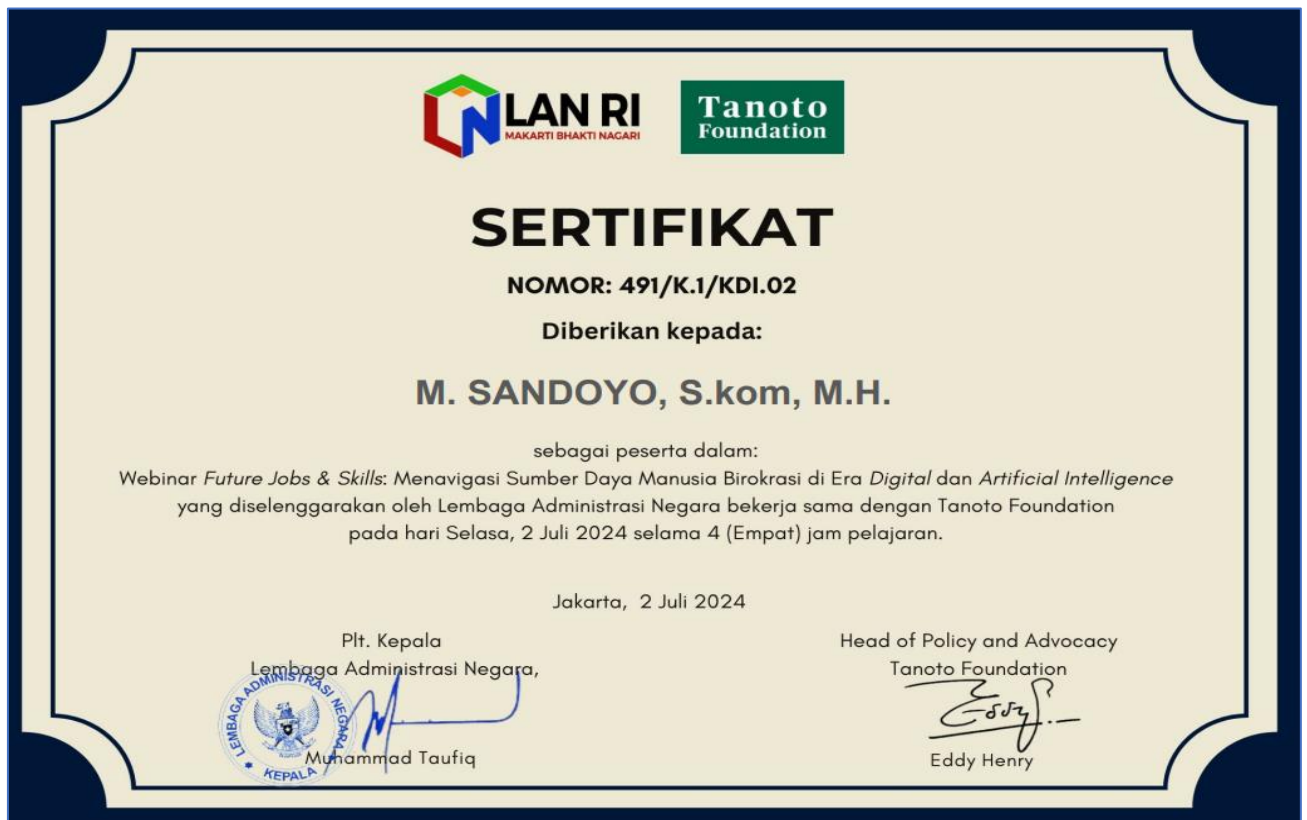 LAN RI
MAKARTI BHAKTI NAGARI
Tanoto
Foundation
SERTIFIKAT
NOMOR: 491/K.1/KDI.02
Diberikan kepada:
M. SANDOYO, S.kom, M.H.
sebagai peserta dalam:
Webinar Future Jobs & Skills: Menavigasi Sumber Daya Manusia Birokrasi di Era Digital dan Artificial Intelligence
yang diselenggarakan oleh Lembaga Administrasi Negara bekerja sama dengan Tanoto Foundation
pada hari Selasa, 2 Juli 2024 selama 4 (Empat) jam pelajaran.
Jakarta, 2 Juli 2024
Plt. Kepala
Lembaga Administrasi Negara,
LEMBAGA ADMINISTRASI NEGARA
KEPALA
Muhammad Taufiq
Head of Policy and Advocacy
Tanoto Foundation
Eddy Henry